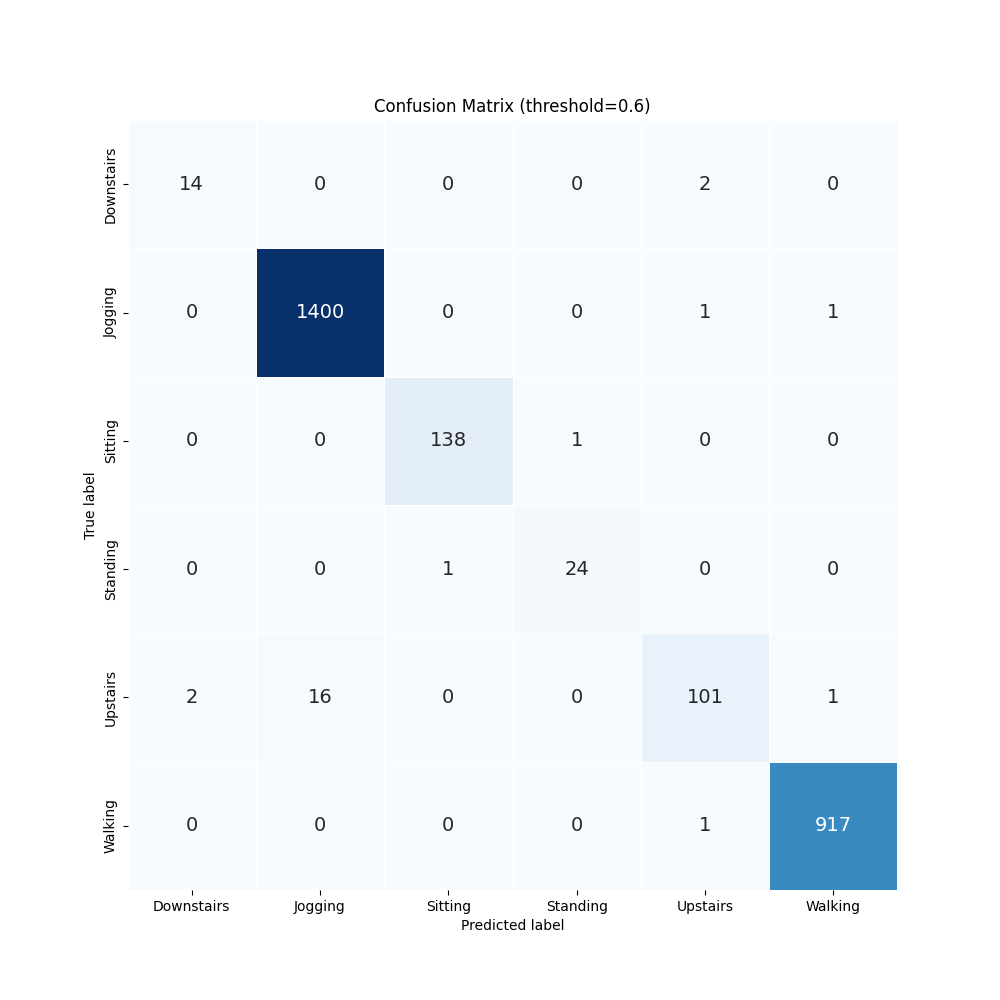 Confusion Matrix (threshold=0.6)
True label
Downstairs 14 0 0 0 2 0
Jogging 0 1400 0 0 1 1
Sitting 0 0 138 1 0 0
Standing 0 0 1 24 0 0
Upstairs 2 16 0 0 101 1
Walking 0 0 0 0 1 917
Downstairs Jogging Sitting Standing Upstairs Walking
Predicted label